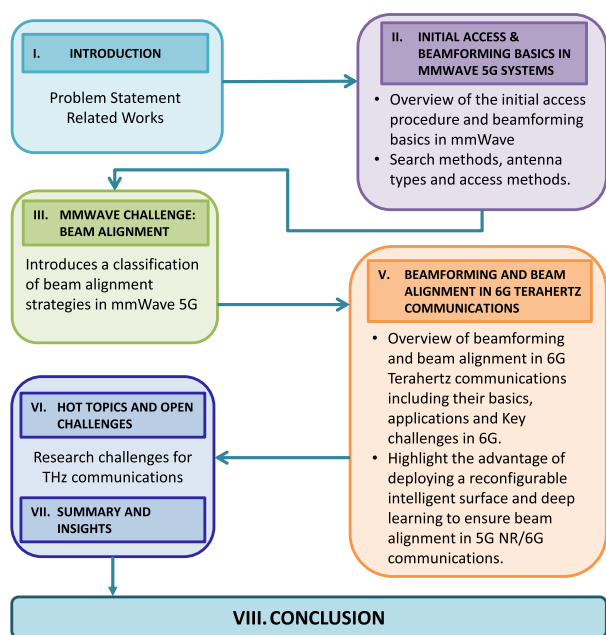 I. INTRODUCTION
Problem Statement
Related Works
II. INITIAL ACCESS &
BEAMFORMING BASICS IN
MMWAVE 5G SYSTEMS
• Overview of the initial access
procedure and beamforming
basics in mmWave
• Search methods, antenna
types and access methods.
III. MMWAVE CHALLENGE:
BEAM ALIGNMENT
Introduces a classification
of beam alignment
strategies in mmWave 5G
V. BEAMFORMING AND BEAM
ALIGNMENT IN 6G TERAHERTZ
COMMUNICATIONS
• Overview of beamforming
and beam alignment in 6G
Terahertz communications
including their basics,
applications and Key
challenges in 6G.
• Highlight the advantage of
deploying a reconfigurable
intelligent surface and deep
learning to ensure beam
alignment in 5G NR/6G
communications.
VI. HOT TOPICS AND OPEN
CHALLENGES
Research challenges for
THz communications
VII. SUMMARY AND
INSIGHTS
VIII. CONCLUSION